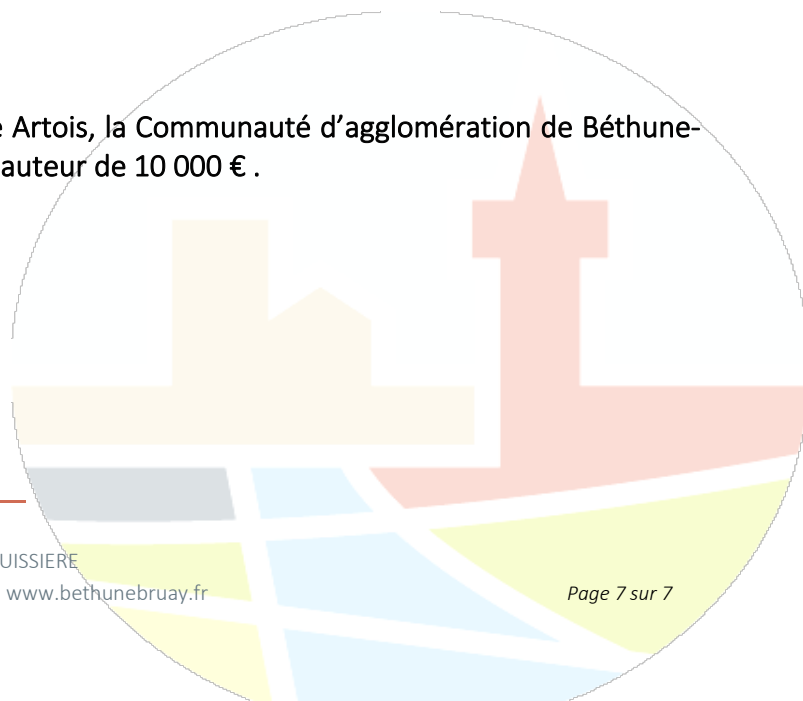 Artois, la Communauté d’agglomération de Béthune-
auteur de 10 000 € .
UISSIERE
www.bethunebruay.fr
Page 7 sur 7